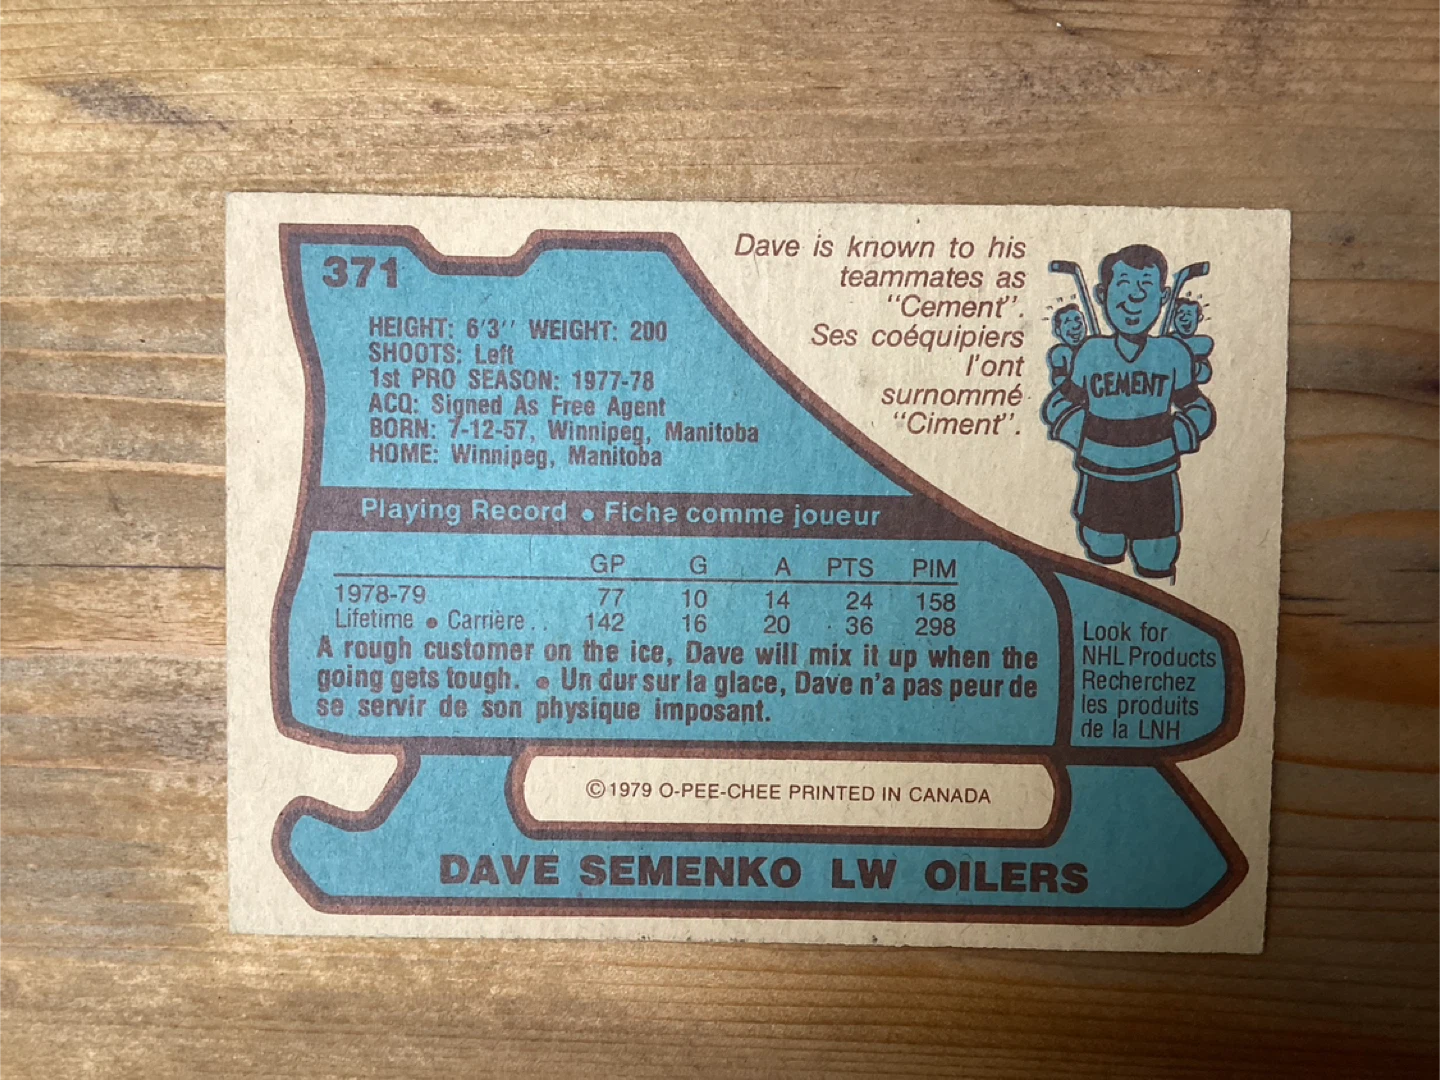 371
HEIGHT: 6'3'' WEIGHT: 200
SHOOTS: Left
1st PRO SEASON: 1977-78
ACQ: Signed As Free Agent
BORN: 7-12-57, Winnipeg, Manitoba
HOME: Winnipeg, Manitoba
Dave is known to his
teammates as
"Cement".
Ses coéquipiers
l'ont
surnommé
"Ciment".
CEMENT
Playing Record • Fiche comme joueur
GP G A PTS PIM
1978-79 77 10 14 24 158
Lifetime • Carrière . . 142 16 20 36 298
A rough customer on the ice, Dave will mix it up when the
going gets tough. • Un dur sur la glace, Dave n'a pas peur de
se servir de son physique imposant.
Look for
NHL Products
Recherchez
les produits
de la LNH
©1979 O-PEE-CHEE PRINTED IN CANADA
DAVE SEMENKO LW OILERS